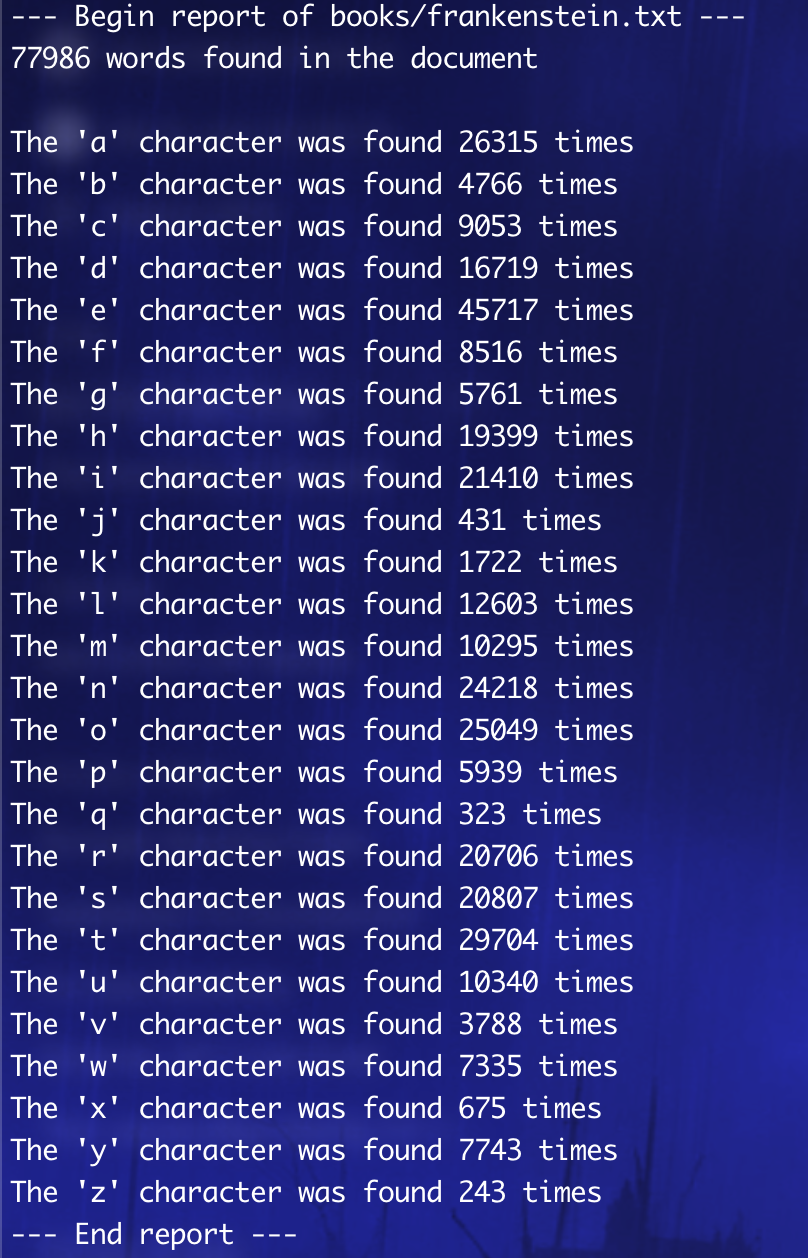 --- Begin report of books/frankenstein.txt ---
77986 words found in the document
The 'a' character was found 26315 times
The 'b' character was found 4766 times
The 'c' character was found 9053 times
The 'd' character was found 16719 times
The 'e' character was found 45717 times
The 'f' character was found 8516 times
The 'g' character was found 5761 times
The 'h' character was found 19399 times
The 'i' character was found 21410 times
The 'j' character was found 431 times
The 'k' character was found 1722 times
The 'l' character was found 12603 times
The 'm' character was found 10295 times
The 'n' character was found 24218 times
The 'o' character was found 25049 times
The 'p' character was found 5939 times
The 'q' character was found 323 times
The 'r' character was found 20706 times
The 's' character was found 20807 times
The 't' character was found 29704 times
The 'u' character was found 10340 times
The 'v' character was found 3788 times
The 'w' character was found 7335 times
The 'x' character was found 675 times
The 'y' character was found 7743 times
The 'z' character was found 243 times
--- End report ---